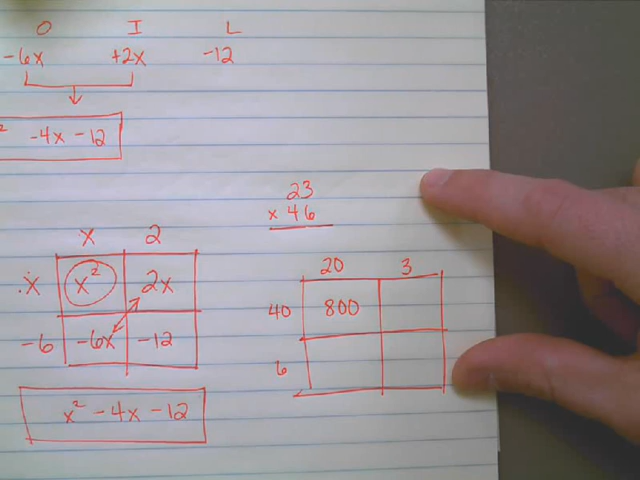 O I L
-6x +2x -12
² -4x -12
23
x 46
x 2
x x² 2x
-6 -6x -12
x² - 4x - 12
20 3
40 800
6